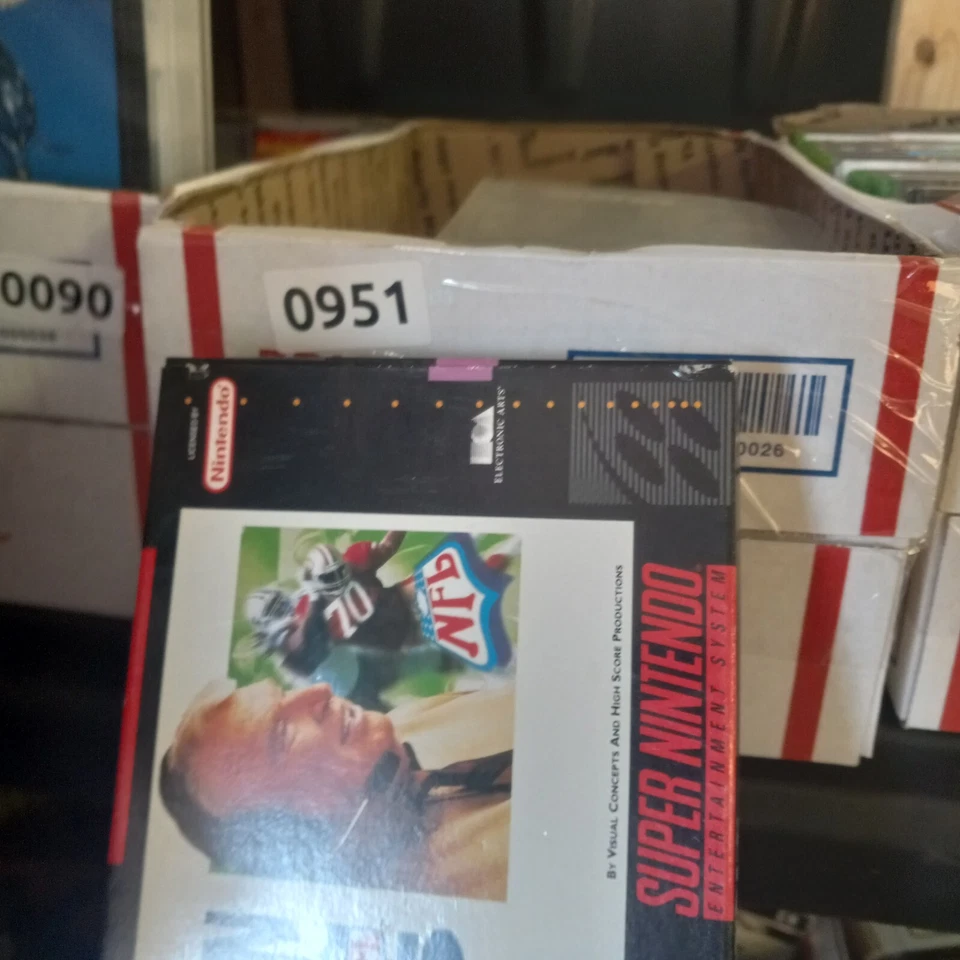 0090
0951
0026
LICENSED BY
Nintendo
EA
ELECTRONIC ARTS
NFL
70
BY VISUAL CONCEPTS AND HIGH SCORE PRODUCTIONS
SUPER NINTENDO
ENTERTAINMENT SYSTEM